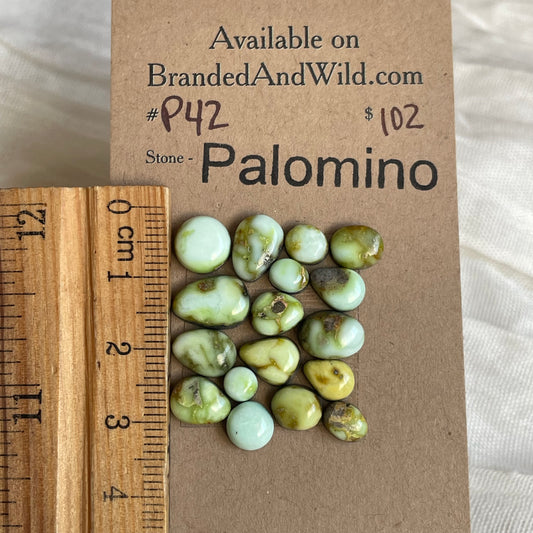 Available on
BrandedAndWild.com
#P42 $102
Stone - Palomino
12 0 cm
1
2
11
3
4